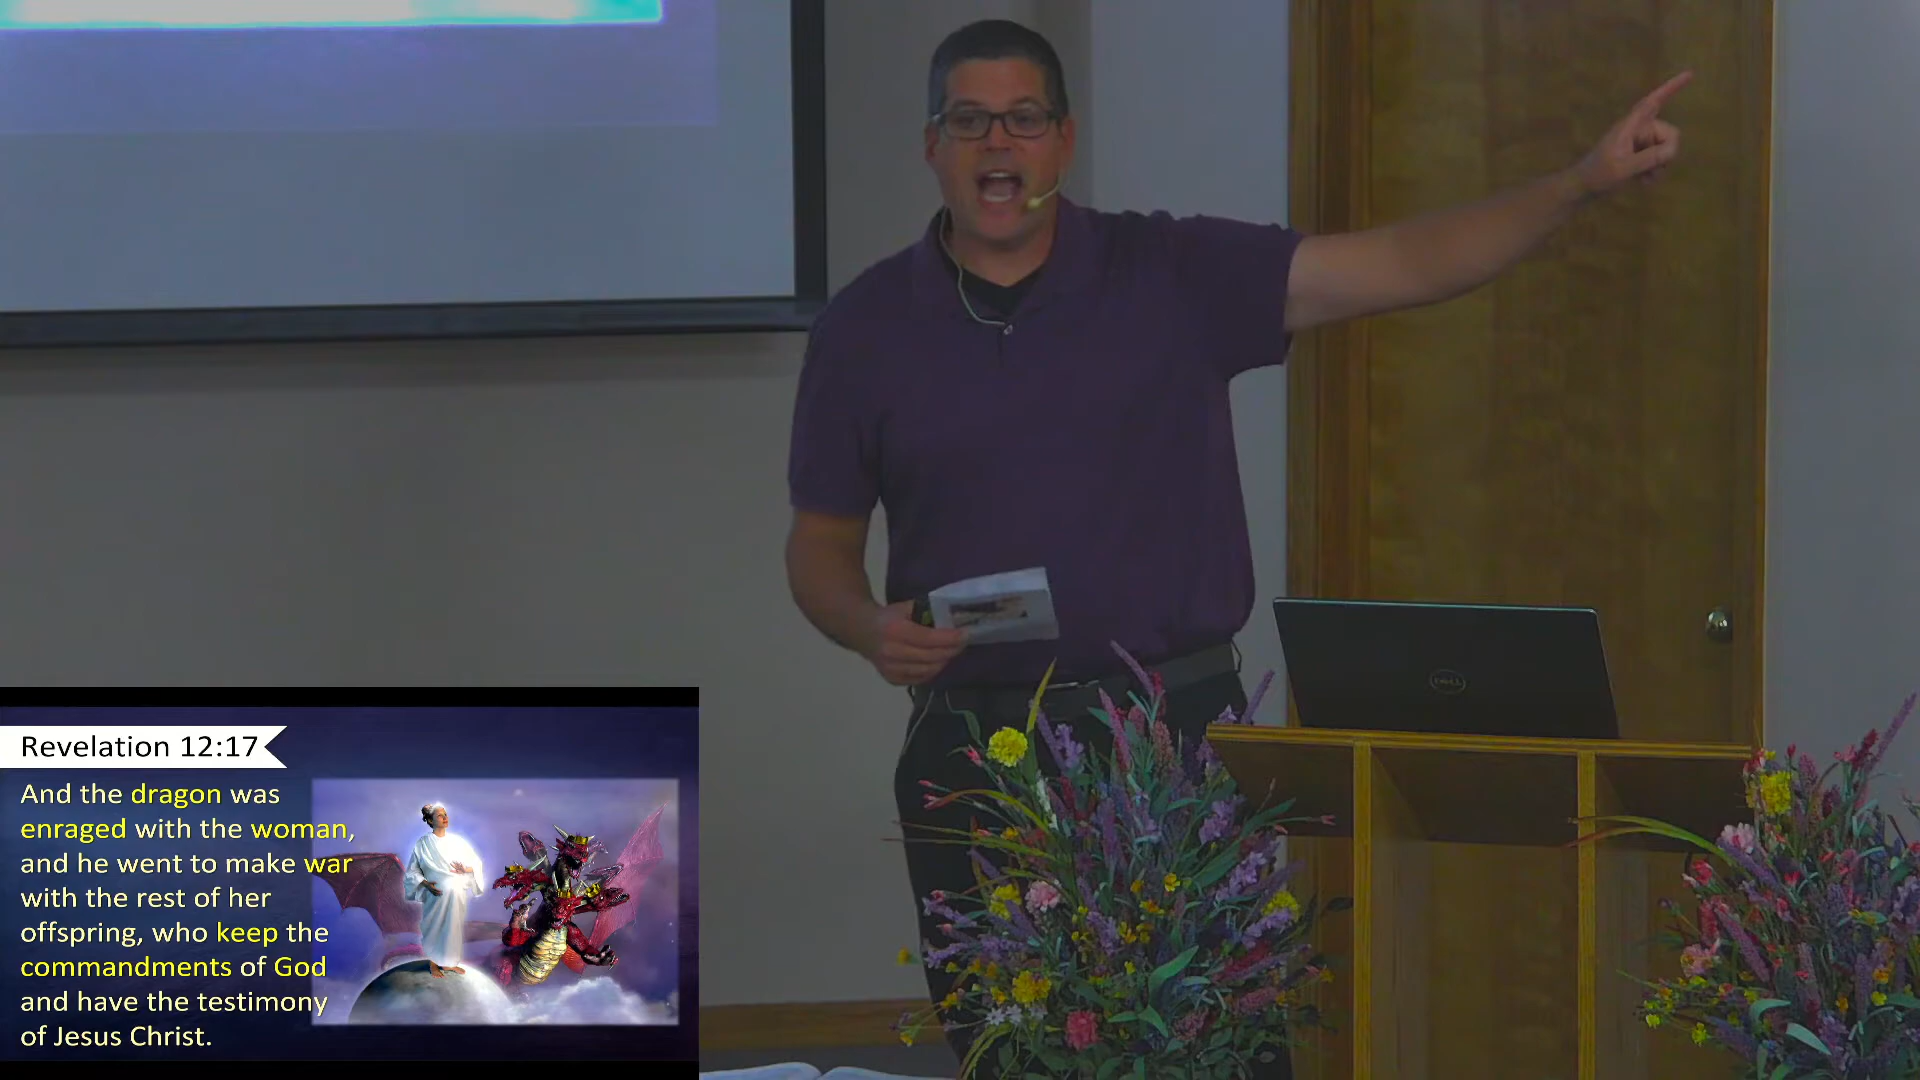 Revelation 12:17
And the dragon was
enraged with the woman,
and he went to make war
with the rest of her
offspring, who keep the
commandments of God
and have the testimony
of Jesus Christ.
DELL